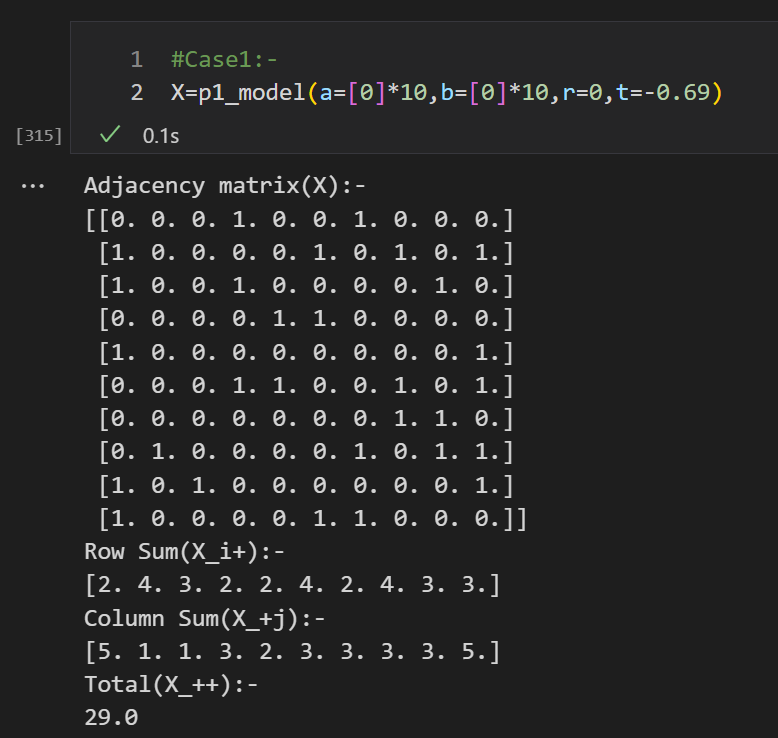 1 #Case1:-
2 X=p1_model(a=[0]*10,b=[0]*10,r=0,t=-0.69)
[315] ✓ 0.1s
... Adjacency matrix(X):-
[[0. 0. 0. 1. 0. 0. 1. 0. 0. 0.]
[1. 0. 0. 0. 0. 1. 0. 1. 0. 1.]
[1. 0. 0. 1. 0. 0. 0. 0. 1. 0.]
[0. 0. 0. 0. 1. 1. 0. 0. 0. 0.]
[1. 0. 0. 0. 0. 0. 0. 0. 0. 1.]
[0. 0. 0. 1. 1. 0. 0. 1. 0. 1.]
[0. 0. 0. 0. 0. 0. 0. 1. 1. 0.]
[0. 1. 0. 0. 0. 0. 1. 0. 1. 1.]
[1. 0. 1. 0. 0. 0. 0. 0. 0. 1.]
[1. 0. 0. 0. 0. 1. 1. 0. 0. 0.]]
Row Sum(X_i+):-
[2. 4. 3. 2. 2. 4. 2. 4. 3. 3.]
Column Sum(X_+j):-
[5. 1. 1. 3. 2. 3. 3. 3. 3. 5.]
Total(X_++):-
29.0